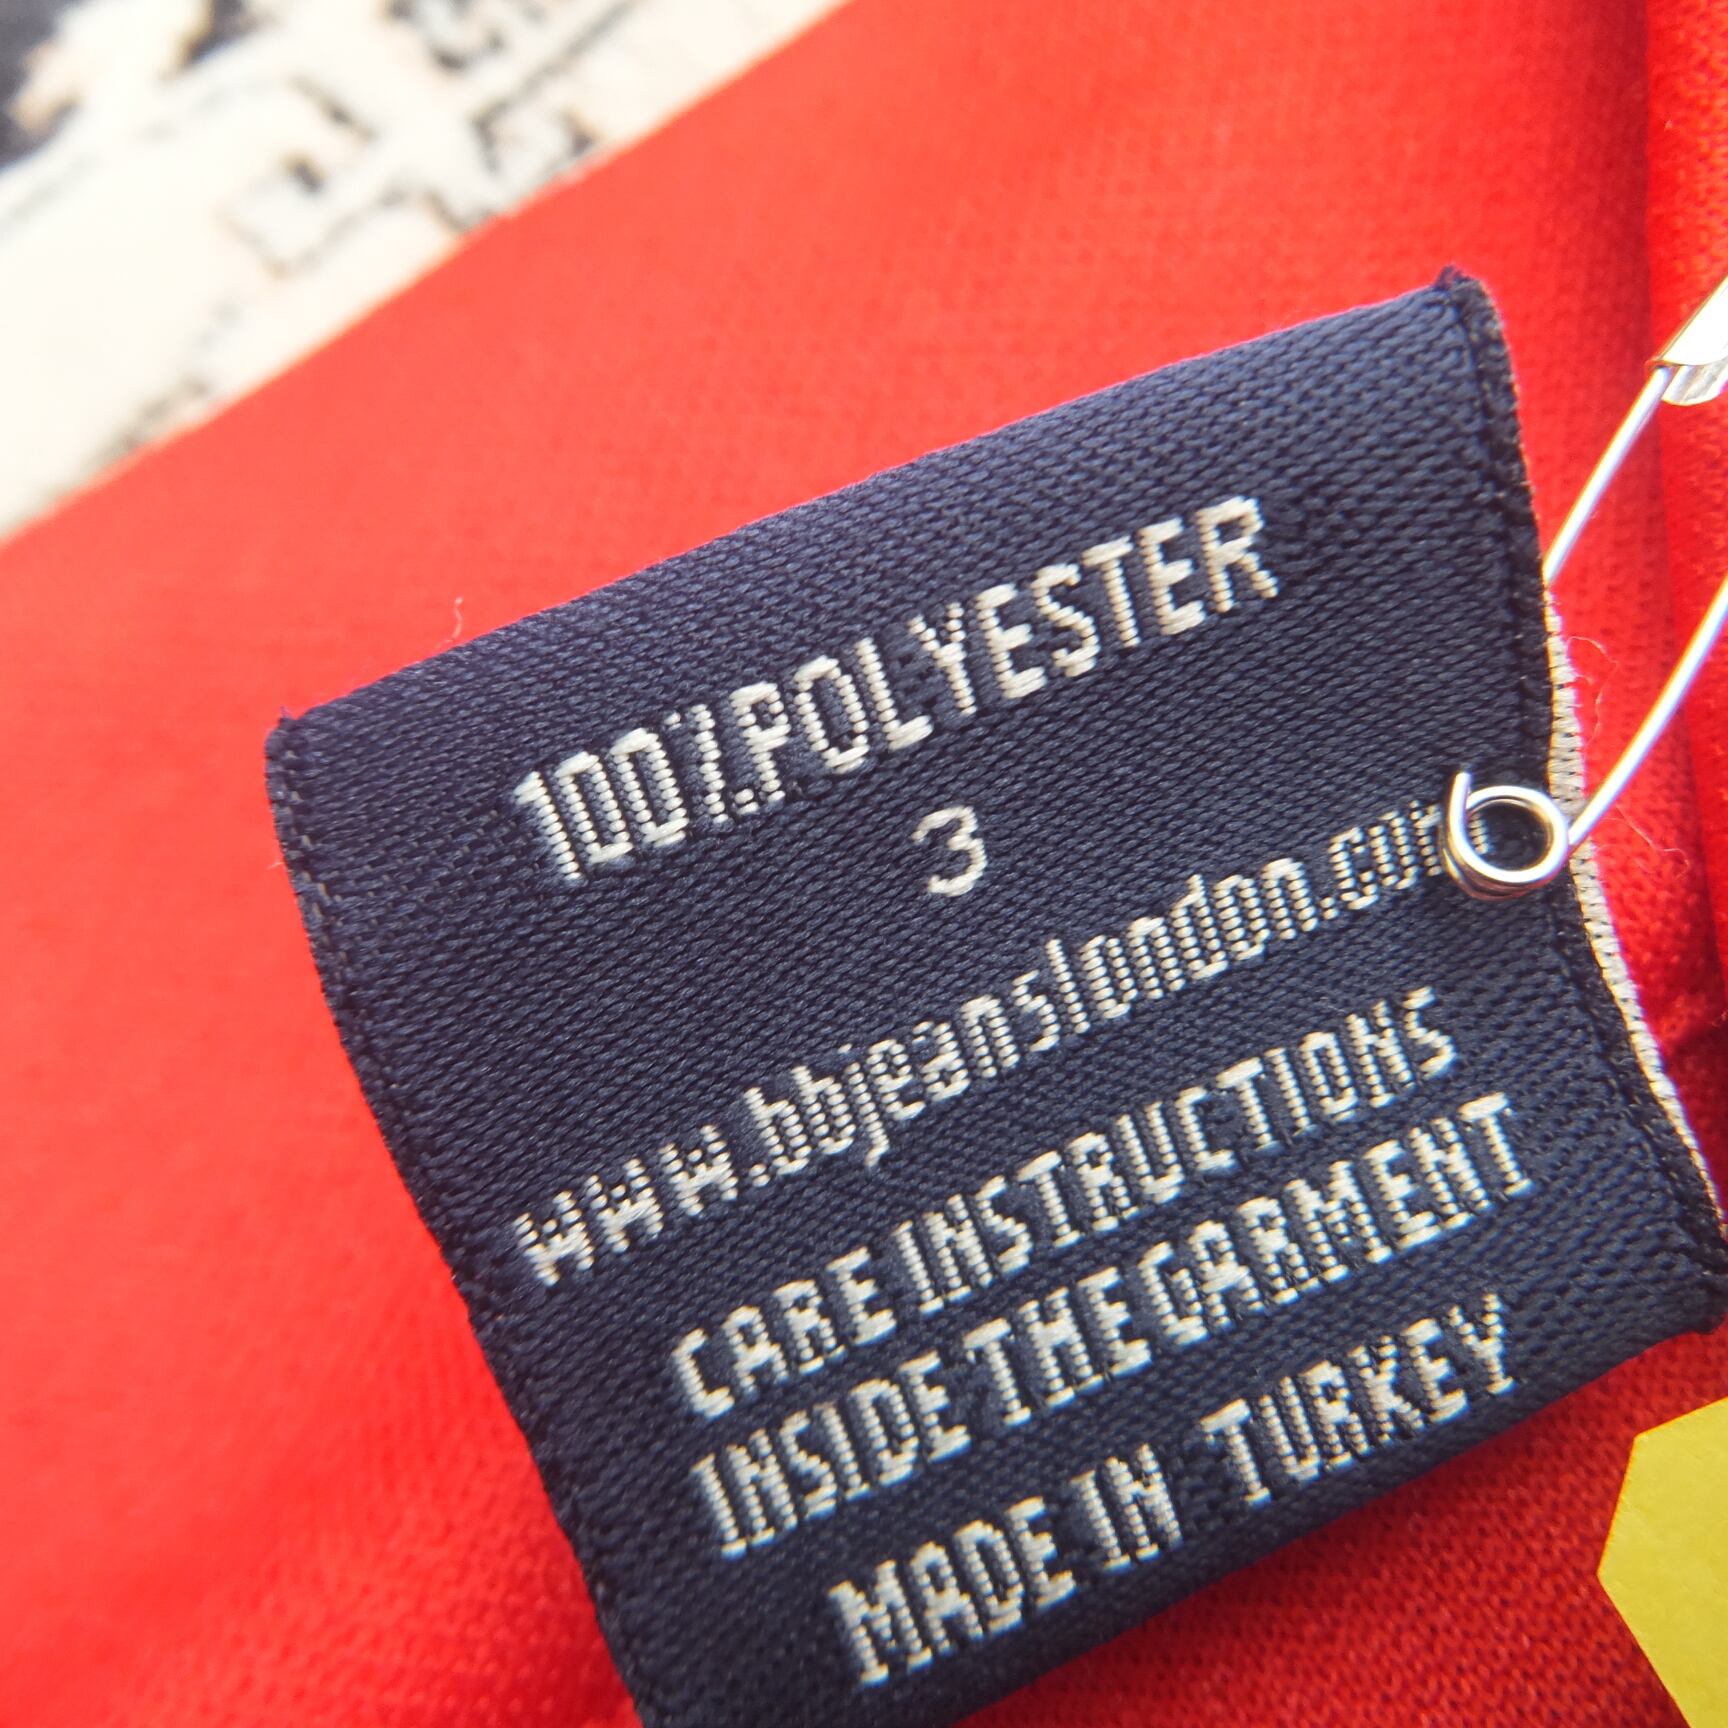 100% POLYESTER
3
www.bbjeanslondon.com
CARE INSTRUCTIONS
INSIDE THE GARMENT
MADE IN TURKEY